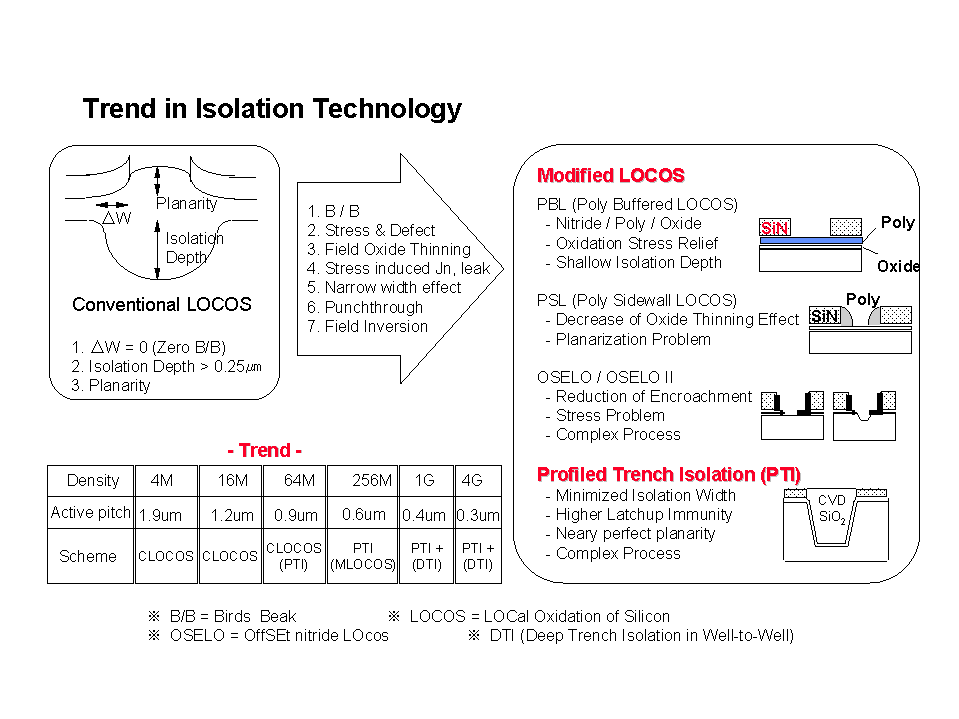 Trend in Isolation Technology
△W
Planarity
Isolation
Depth
Conventional LOCOS
1. △W = 0 (Zero B/B)
2. Isolation Depth > 0.25㎛
3. Planarity
1. B / B
2. Stress & Defect
3. Field Oxide Thinning
4. Stress induced Jn, leak
5. Narrow width effect
6. Punchthrough
7. Field Inversion
Modified LOCOS
PBL (Poly Buffered LOCOS)
- Nitride / Poly / Oxide
- Oxidation Stress Relief
- Shallow Isolation Depth
SiN
Poly
Oxide
PSL (Poly Sidewall LOCOS)
- Decrease of Oxide Thinning Effect
- Planarization Problem
Poly
SiN
OSELO / OSELO II
- Reduction of Encroachment
- Stress Problem
- Complex Process
Profiled Trench Isolation (PTI)
- Minimized Isolation Width
- Higher Latchup Immunity
- Neary perfect planarity
- Complex Process
CVD
SiO2
- Trend -
Density 4M 16M 64M 256M 1G 4G
Active pitch 1.9um 1.2um 0.9um 0.6um 0.4um 0.3um
Scheme CLOCOS CLOCOS CLOCOS (PTI) PTI (MLOCOS) PTI + (DTI) PTI + (DTI)
※ B/B = Birds Beak ※ LOCOS = LOCal Oxidation of Silicon
※ OSELO = OffSEt nitride LOcos ※ DTI (Deep Trench Isolation in Well-to-Well)